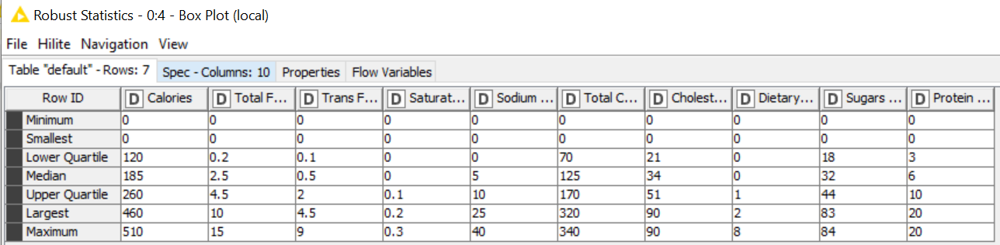 Robust Statistics - 0:4 - Box Plot (local)
File Hilite Navigation View
Table "default" - Rows: 7 Spec - Columns: 10 Properties Flow Variables
Row ID D Calories D Total F... D Trans F... D Saturat... D Sodium ... D Total C... D Cholest... D Dietary... D Sugars ... D Protein ...
Minimum 0 0 0 0 0 0 0 0 0 0
Smallest 0 0 0 0 0 0 0 0 0 0
Lower Quartile 120 0.2 0.1 0 0 70 21 0 18 3
Median 185 2.5 0.5 0 5 125 34 0 32 6
Upper Quartile 260 4.5 2 0.1 10 170 51 1 44 10
Largest 460 10 4.5 0.2 25 320 90 2 83 20
Maximum 510 15 9 0.3 40 340 90 8 84 20